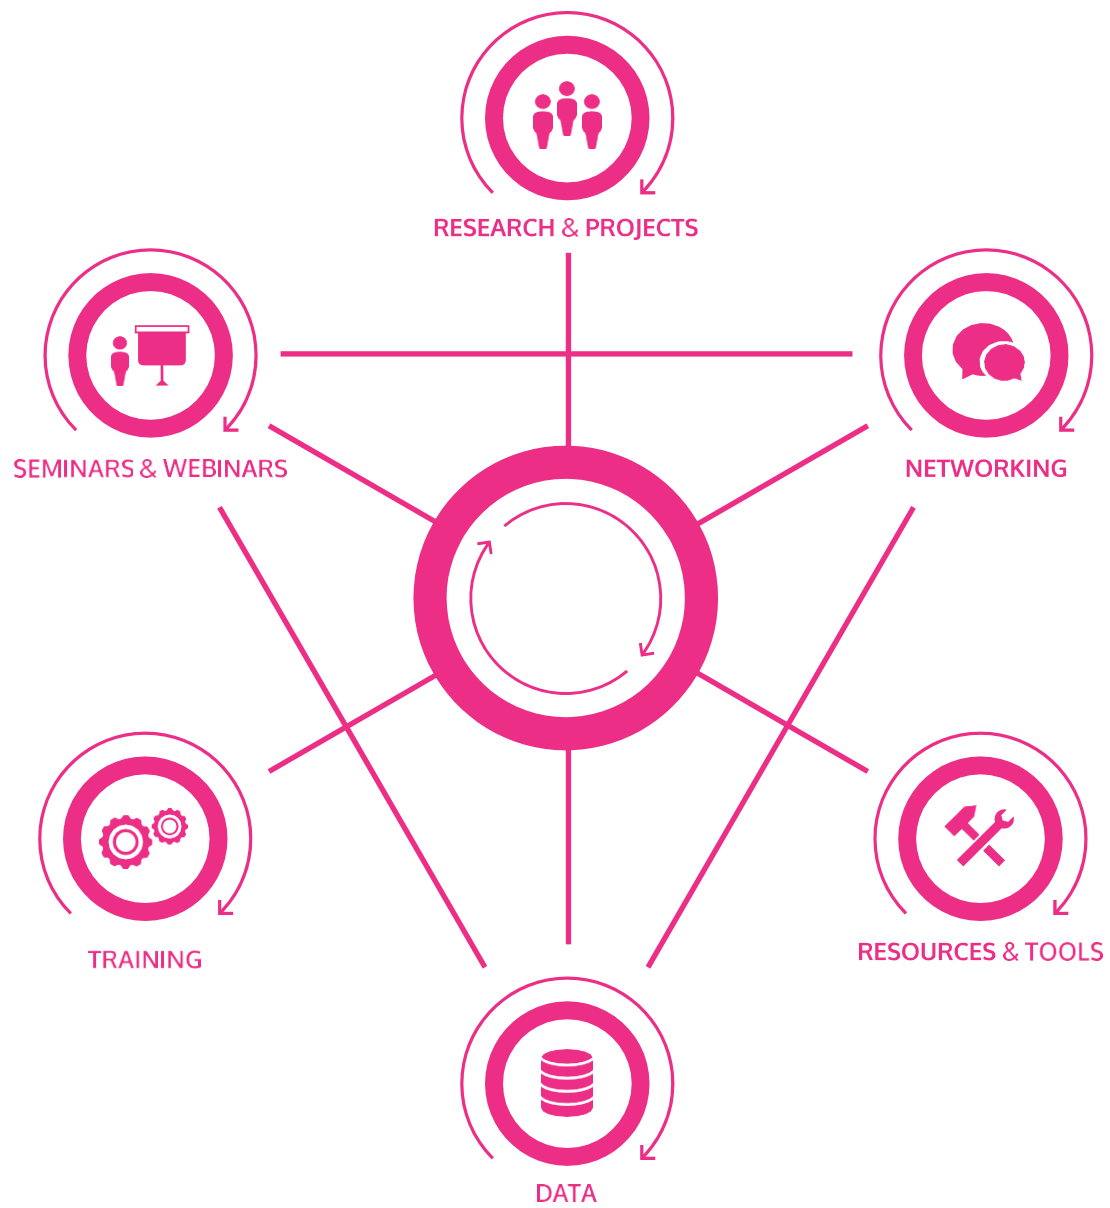 RESEARCH & PROJECTS
SEMINARS & WEBINARS
NETWORKING
TRAINING
RESOURCES & TOOLS
DATA